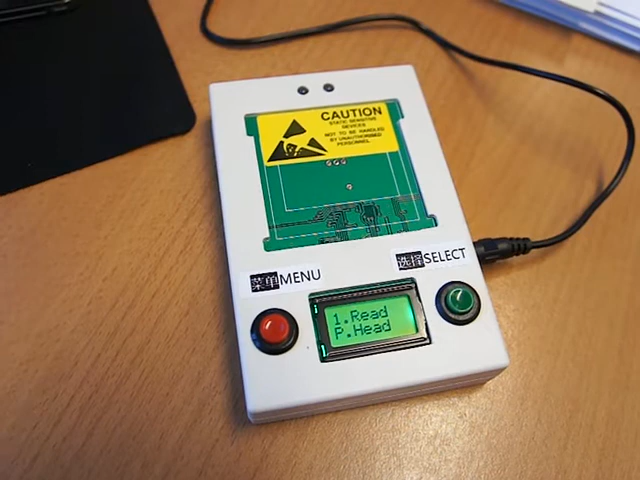 CAUTION
STATIC SENSITIVE
DEVICES
NOT TO BE HANDLED
BY UNAUTHORISED
PERSONNEL
菜单MENU
选择SELECT
1.Read
P.Head